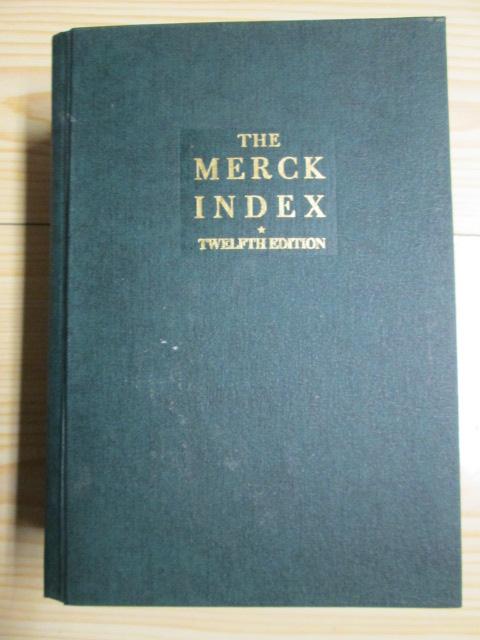 THE
MERCK
INDEX
★
TWELFTH EDITION